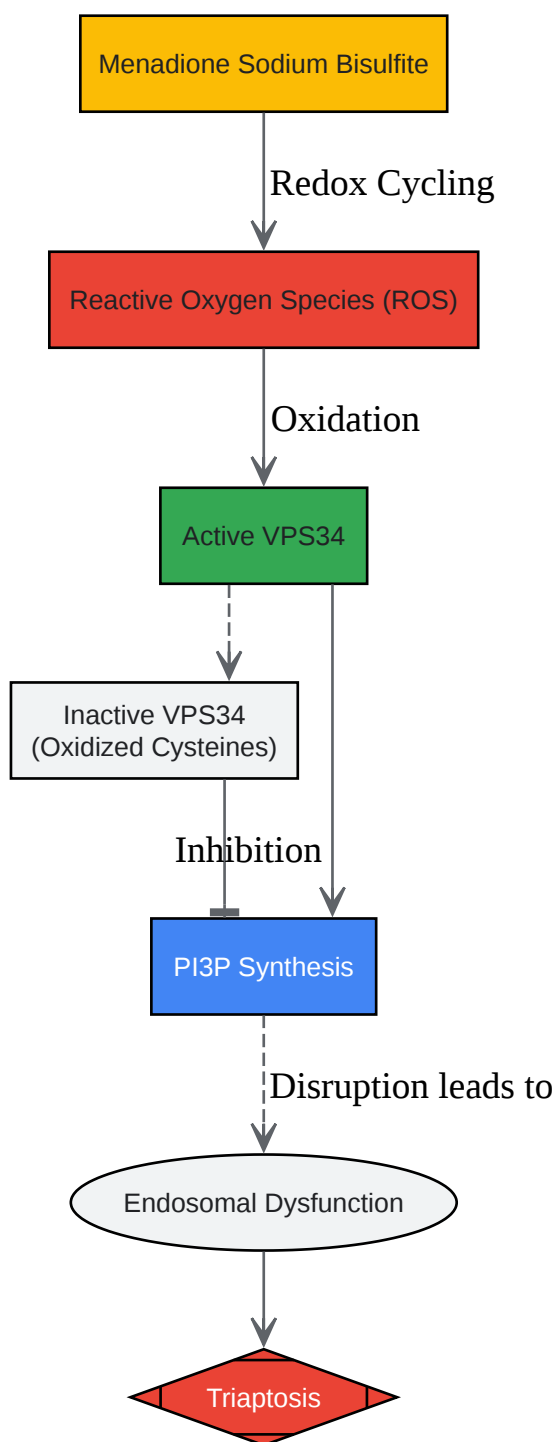 Menadione Sodium Bisulfite
Redox Cycling
Reactive Oxygen Species (ROS)
Oxidation
Active VPS34
Inactive VPS34
(Oxidized Cysteines)
Inhibition
PI3P Synthesis
Disruption leads to
Endosomal Dysfunction
Triaptosis